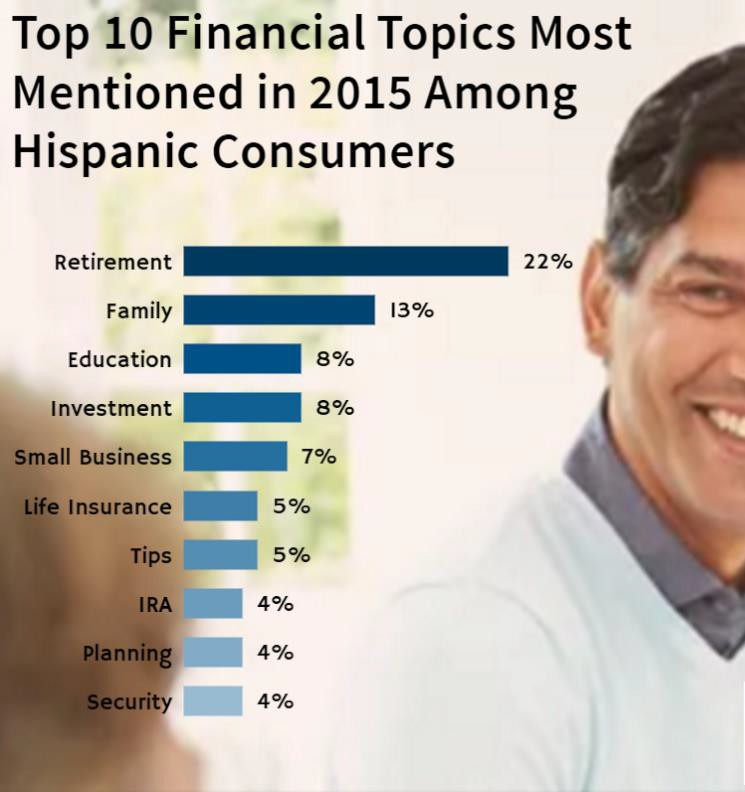 Top 10 Financial Topics Most
Mentioned in 2015 Among
Hispanic Consumers
Retirement 22%
Family 13%
Education 8%
Investment 8%
Small Business 7%
Life Insurance 5%
Tips 5%
IRA 4%
Planning 4%
Security 4%